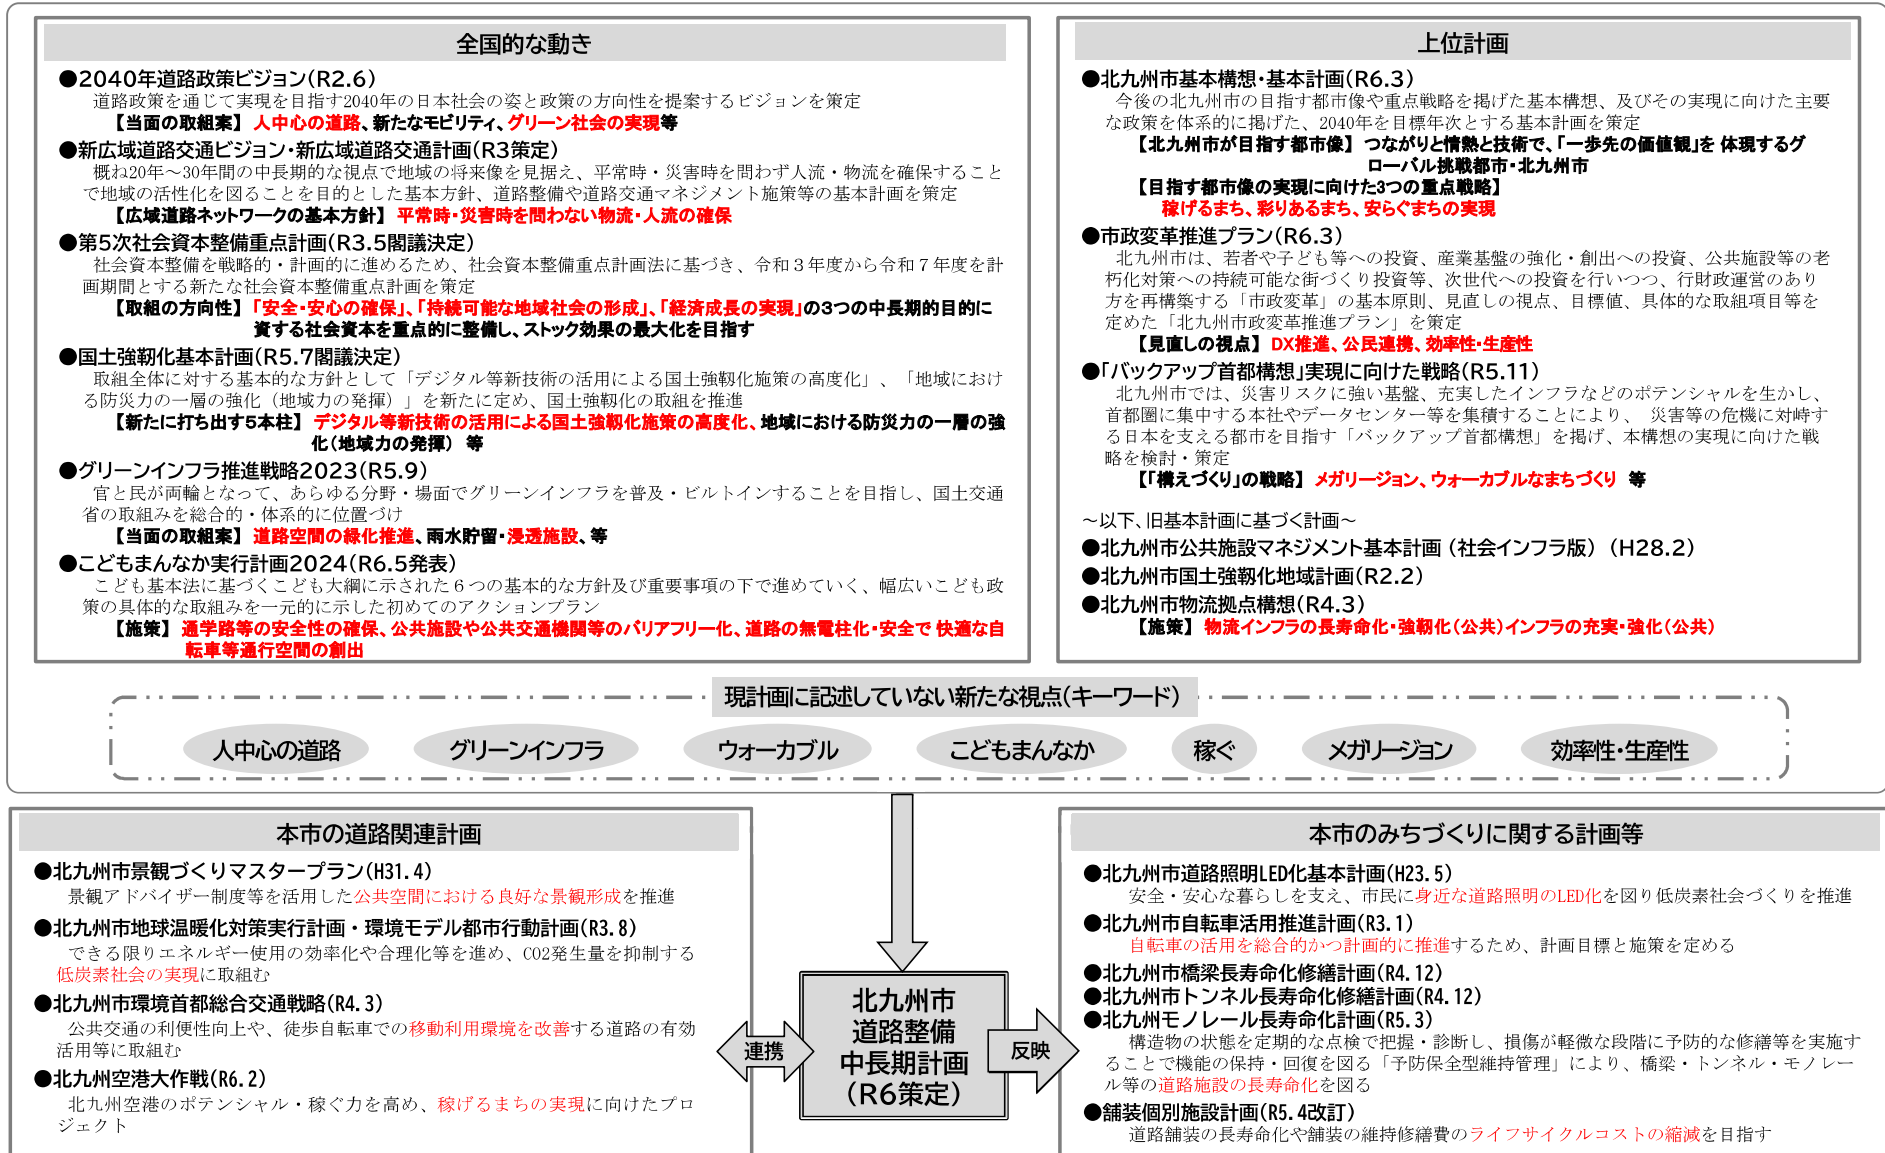 全国的な動き
●2040年道路政策ビジョン(R2.6)
道路政策を通じて実現を目指す2040年の日本社会の姿と政策の方向性を提案するビジョンを策定
【当面の取組案】 人中心の道路、新たなモビリティ、グリーン社会の実現等
●新広域道路交通ビジョン・新広域道路交通計画(R3策定)
概ね20年～30年間の中長期的な視点で地域の将来像を見据え、平常時・災害時を問わず人流・物流を確保すること
で地域の活性化を図ることを目的とした基本方針、道路整備や道路交通マネジメント施策等の基本計画を策定
【広域道路ネットワークの基本方針】 平常時・災害時を問わない物流・人流の確保
●第5次社会資本整備重点計画(R3.5閣議決定)
社会資本整備を戦略的・計画的に進めるため、社会資本整備重点計画法に基づき、令和３年度から令和７年度を計
画期間とする新たな社会資本整備重点計画を策定
【取組の方向性】 「安全・安心の確保」、「持続可能な地域社会の形成」、「経済成長の実現」の3つの中長期的目的に
資する社会資本を重点的に整備し、ストック効果の最大化を目指す
●国土強靱化基本計画(R5.7閣議決定)
取組全体に対する基本的な方針として「デジタル等新技術の活用による国土強靱化施策の高度化」、「地域におけ
る防災力の一層の強化（地域力の発揮）」を新たに定め、国土強靱化の取組を推進
【新たに打ち出す5本柱】 デジタル等新技術の活用による国土強靱化施策の高度化、地域における防災力の一層の強
化(地域力の発揮) 等
●グリーンインフラ推進戦略2023(R5.9)
官と民が両輪となって、あらゆる分野・場面でグリーンインフラを普及・ビルトインすることを目指し、国土交通
省の取組みを総合的・体系的に位置づけ
【当面の取組案】 道路空間の緑化推進、雨水貯留・浸透施設、等
●こどもまんなか実行計画2024(R6.5発表)
こども基本法に基づくこども大綱に示された６つの基本的な方針及び重要事項の下で進めていく、幅広いこども政
策の具体的な取組みを一元的に示した初めてのアクションプラン
【施策】 通学路等の安全性の確保、公共施設や公共交通機関等のバリアフリー化、道路の無電柱化・安全で 快適な自
転車等通行空間の創出
上位計画
●北九州市基本構想・基本計画(R6.3)
今後の北九州市の目指す都市像や重点戦略を掲げた基本構想、及びその実現に向けた主要
な政策を体系的に掲げた、2040年を目標年次とする基本計画を策定
【北九州市が目指す都市像】 つながりと情熱と技術で、「一歩先の価値観」を 体現するグ
ローバル挑戦都市・北九州市
【目指す都市像の実現に向けた3つの重点戦略】
稼げるまち、彩りあるまち、安らぐまちの実現
●市政変革推進プラン(R6.3)
北九州市は、若者や子ども等への投資、産業基盤の強化・創出への投資、公共施設等の老
朽化対策への持続可能な街づくり投資等、次世代への投資を行いつつ、行財政運営のあり
方を再構築する「市政変革」の基本原則、見直しの視点、目標値、具体的な取組項目等を
定めた「北九州市政変革推進プラン」を策定
【見直しの視点】 DX推進、公民連携、効率性・生産性
●「バックアップ首都構想」実現に向けた戦略(R5.11)
北九州市では、災害リスクに強い基盤、充実したインフラなどのポテンシャルを生かし、
首都圏に集中する本社やデータセンター等を集積することにより、 災害等の危機に対峙す
る日本を支える都市を目指す「バックアップ首都構想」を掲げ、本構想の実現に向けた戦
略を検討・策定
【「構えづくり」の戦略】 メガリージョン、ウォーカブルなまちづくり 等
～以下、旧基本計画に基づく計画～
●北九州市公共施設マネジメント基本計画 (社会インフラ版) (H28.2)
●北九州市国土強靱化地域計画(R2.2)
●北九州市物流拠点構想(R4.3)
【施策】 物流インフラの長寿命化・強靱化(公共)インフラの充実・強化(公共)
現計画に記述していない新たな視点(キーワード)
人中心の道路
グリーンインフラ
ウォーカブル
こどもまんなか
稼ぐ
メガリージョン
効率性・生産性
本市の道路関連計画
●北九州市景観づくりマスタープラン(H31.4)
景観アドバイザー制度等を活用した公共空間における良好な景観形成を推進
●北九州市地球温暖化対策実行計画・環境モデル都市行動計画(R3.8)
できる限りエネルギー使用の効率化や合理化等を進め、CO2発生量を抑制する
低炭素社会の実現に取組む
●北九州市環境首都総合交通戦略(R4.3)
公共交通の利便性向上や、徒歩自転車での移動利用環境を改善する道路の有効
活用等に取組む
●北九州空港大作戦(R6.2)
北九州空港のポテンシャル・稼ぐ力を高め、稼げるまちの実現に向けたプロ
ジェクト
連携
北九州市
道路整備
中長期計画
(R6策定)
反映
本市のみちづくりに関する計画等
●北九州市道路照明LED化基本計画(H23.5)
安全・安心な暮らしを支え、市民に身近な道路照明のLED化を図り低炭素社会づくりを推進
●北九州市自転車活用推進計画(R3.1)
自転車の活用を総合的かつ計画的に推進するため、計画目標と施策を定める
●北九州市橋梁長寿命化修繕計画(R4.12)
●北九州市トンネル長寿命化修繕計画(R4.12)
●北九州モノレール長寿命化計画(R5.3)
構造物の状態を定期的な点検で把握・診断し、損傷が軽微な段階に予防的な修繕等を実施す
ることで機能の保持・回復を図る「予防保全型維持管理」により、橋梁・トンネル・モノレー
ル等の道路施設の長寿命化を図る
●舗装個別施設計画(R5.4改訂)
道路舗装の長寿命化や舗装の維持修繕費のライフサイクルコストの縮減を目指す